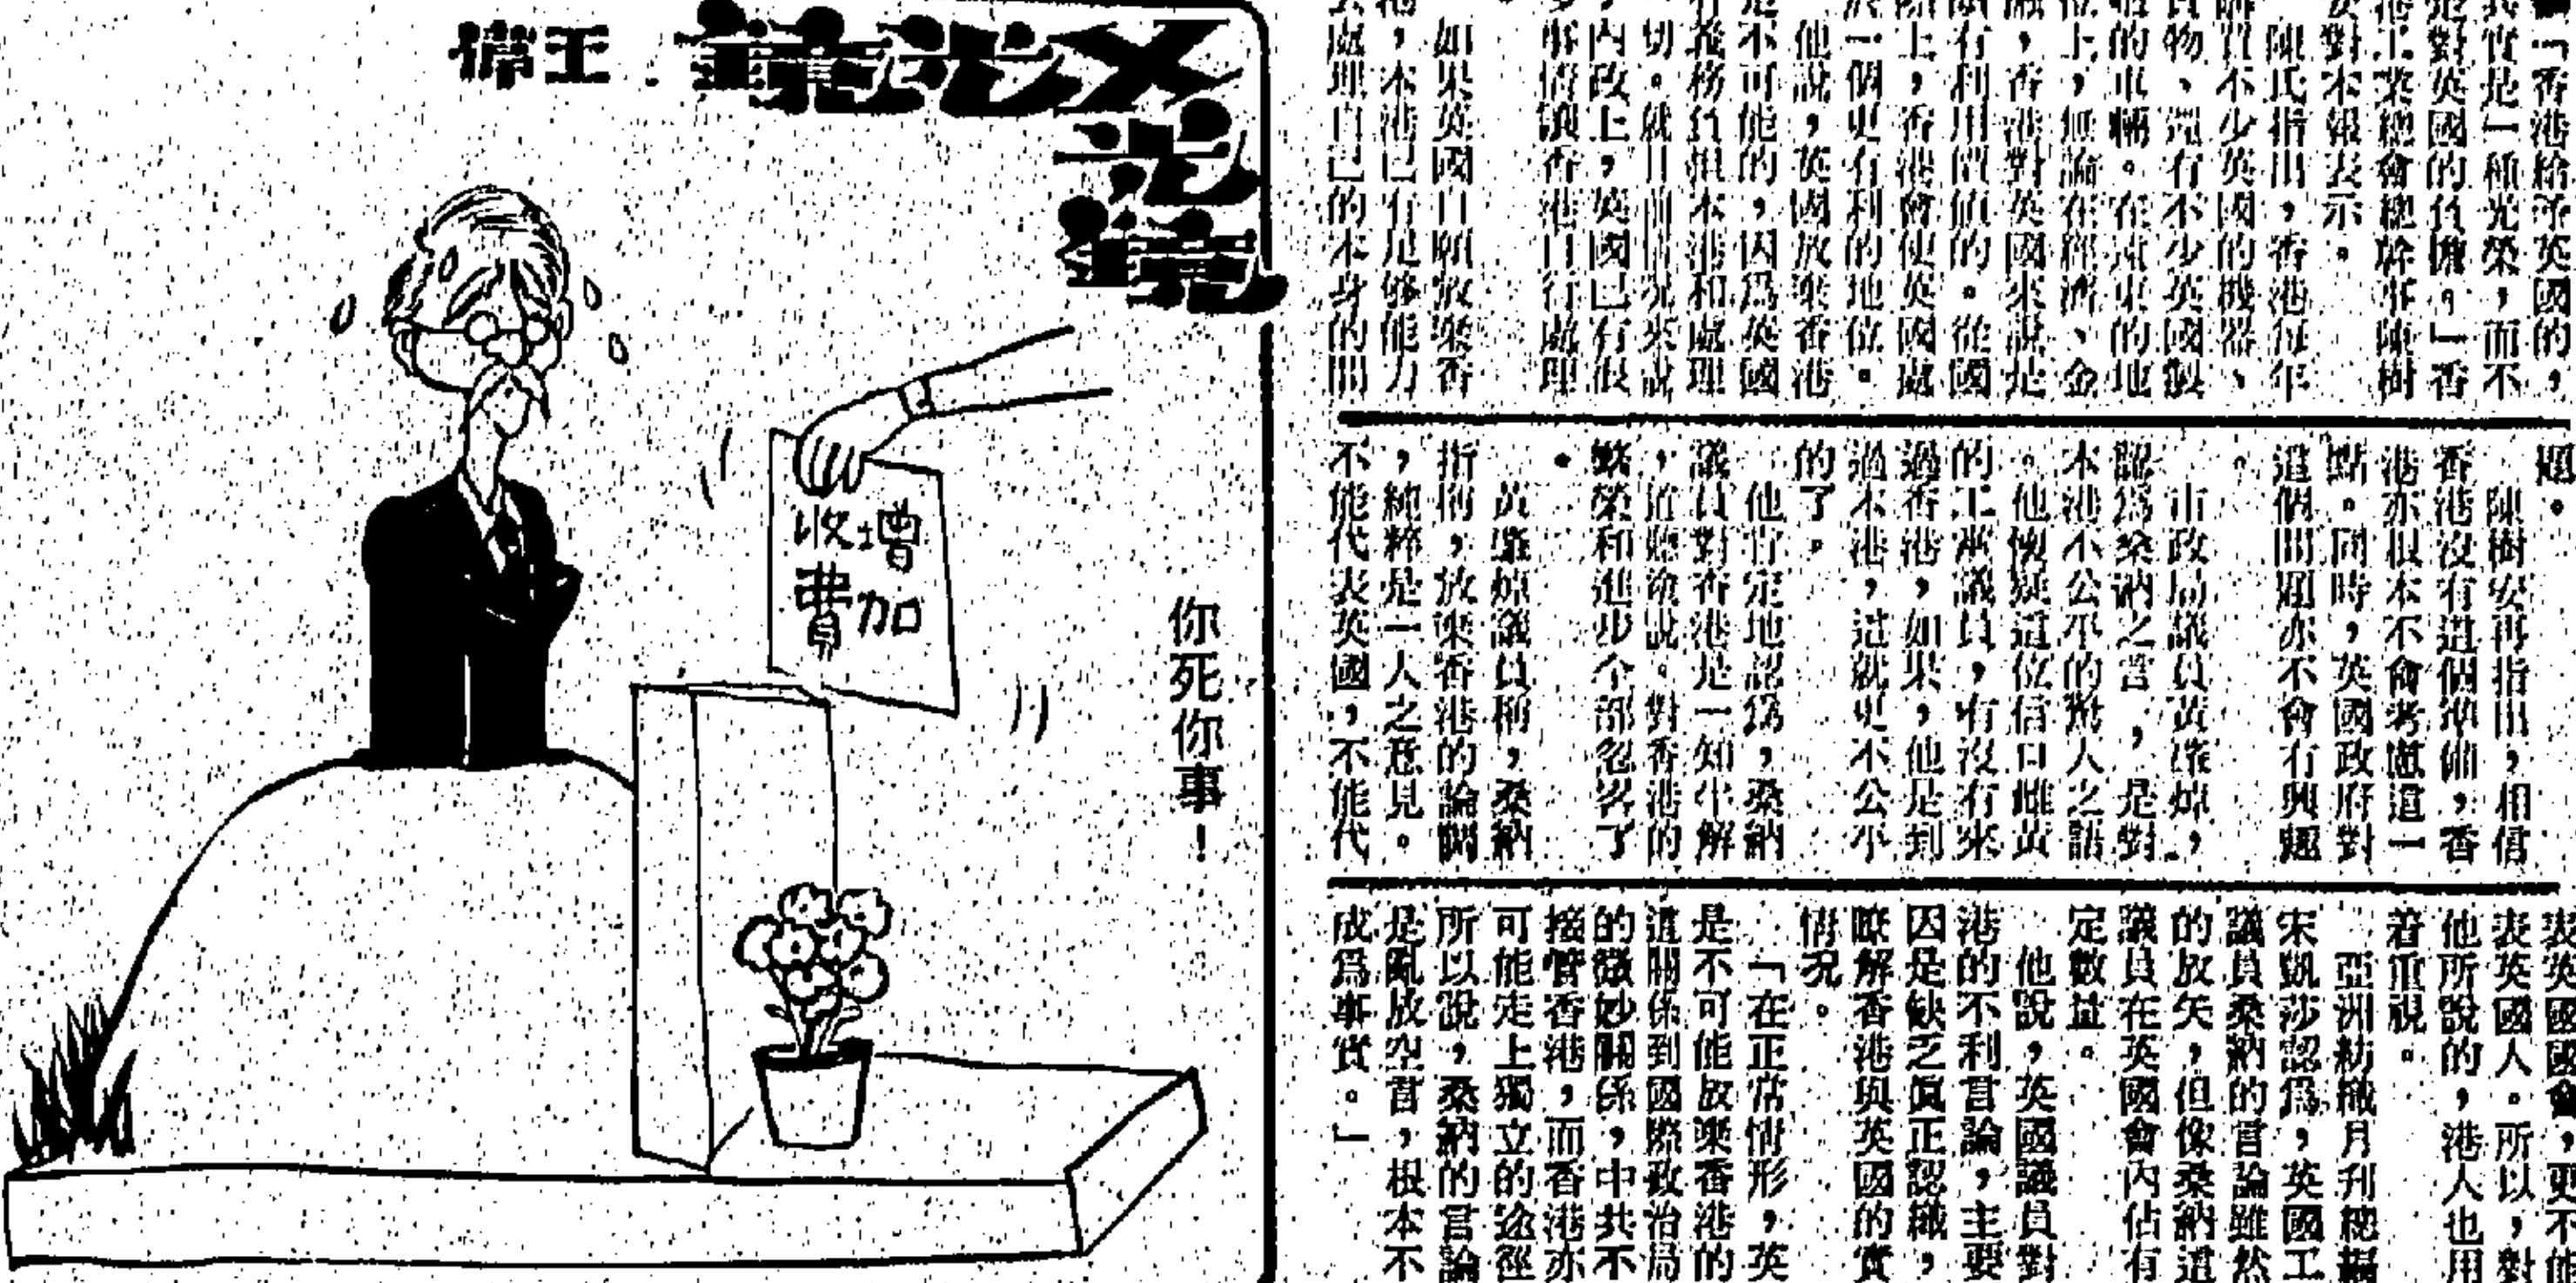 X光鏡
光鏡
增加
收費
你死你事！
「香港給予英國的，
其實是一種光榮，而不
是對英國的負擔。」香
港工業總會總幹事陳樹
安對本報表示。
陳氏指出，香港每年
購買不少英國的機器、
貨物、還有不少英國製
造的車輛。在遠東的地
位上，無論在經濟、金
融，香港對英國來說是
頗有利用價值的。從國
際上，香港會使英國處
於一個更有利的地位。
他說，英國放棄香港
是不可能的，因為英國
有義務負担本港和處理
一切。就目前情況來說
，內政上，英國已有很
多事情讓香港自行處理
。
如果英國自願放棄香
港，本港已有足够能力
去處理自已的本身的問
題。
陳樹安再指出，相信
香港沒有這個準備，香
港亦根本不會考慮這一
點。同時，英國政府對
這個問題亦不會有興趣
。
市政局議員黃
認為桑納之言，是對
本港不公平的驚人之語
。他懷疑這位信口雌黃
的工黨議員，有沒有來
過香港，如果，他是到
過本港，這就更不公平
的了。
他肯定地認為，桑納
議員對香港是一知半解
，道聽途說。對香港的
繁榮和進步全部忽畧了
。
議員稱，桑納
指的，放棄香港的論調
，純粹是一人之意見。
不能代表英國，不能代
表英國國會，更不能
表英國人。所以，對
他所說的，港人也用
着重視。
亞洲紡織月刊總編
宋凱莎認為，英國工
議員桑納的言論雖然
的放矢，但像桑納這
議員在英國會內佔有
定數量。
他說，英國議員對
港的不利言論，主要
因是缺乏眞正認識，
瞭解香港與英國的實
情況。
「在正常情形，英
是不可能放棄香港的
這關係到國際政治局
的微妙關係，中共不
接管香港，而香港亦
可能走上獨立的途徑
所以說，桑納的言論
是亂放空言，根本不
成為事實。」